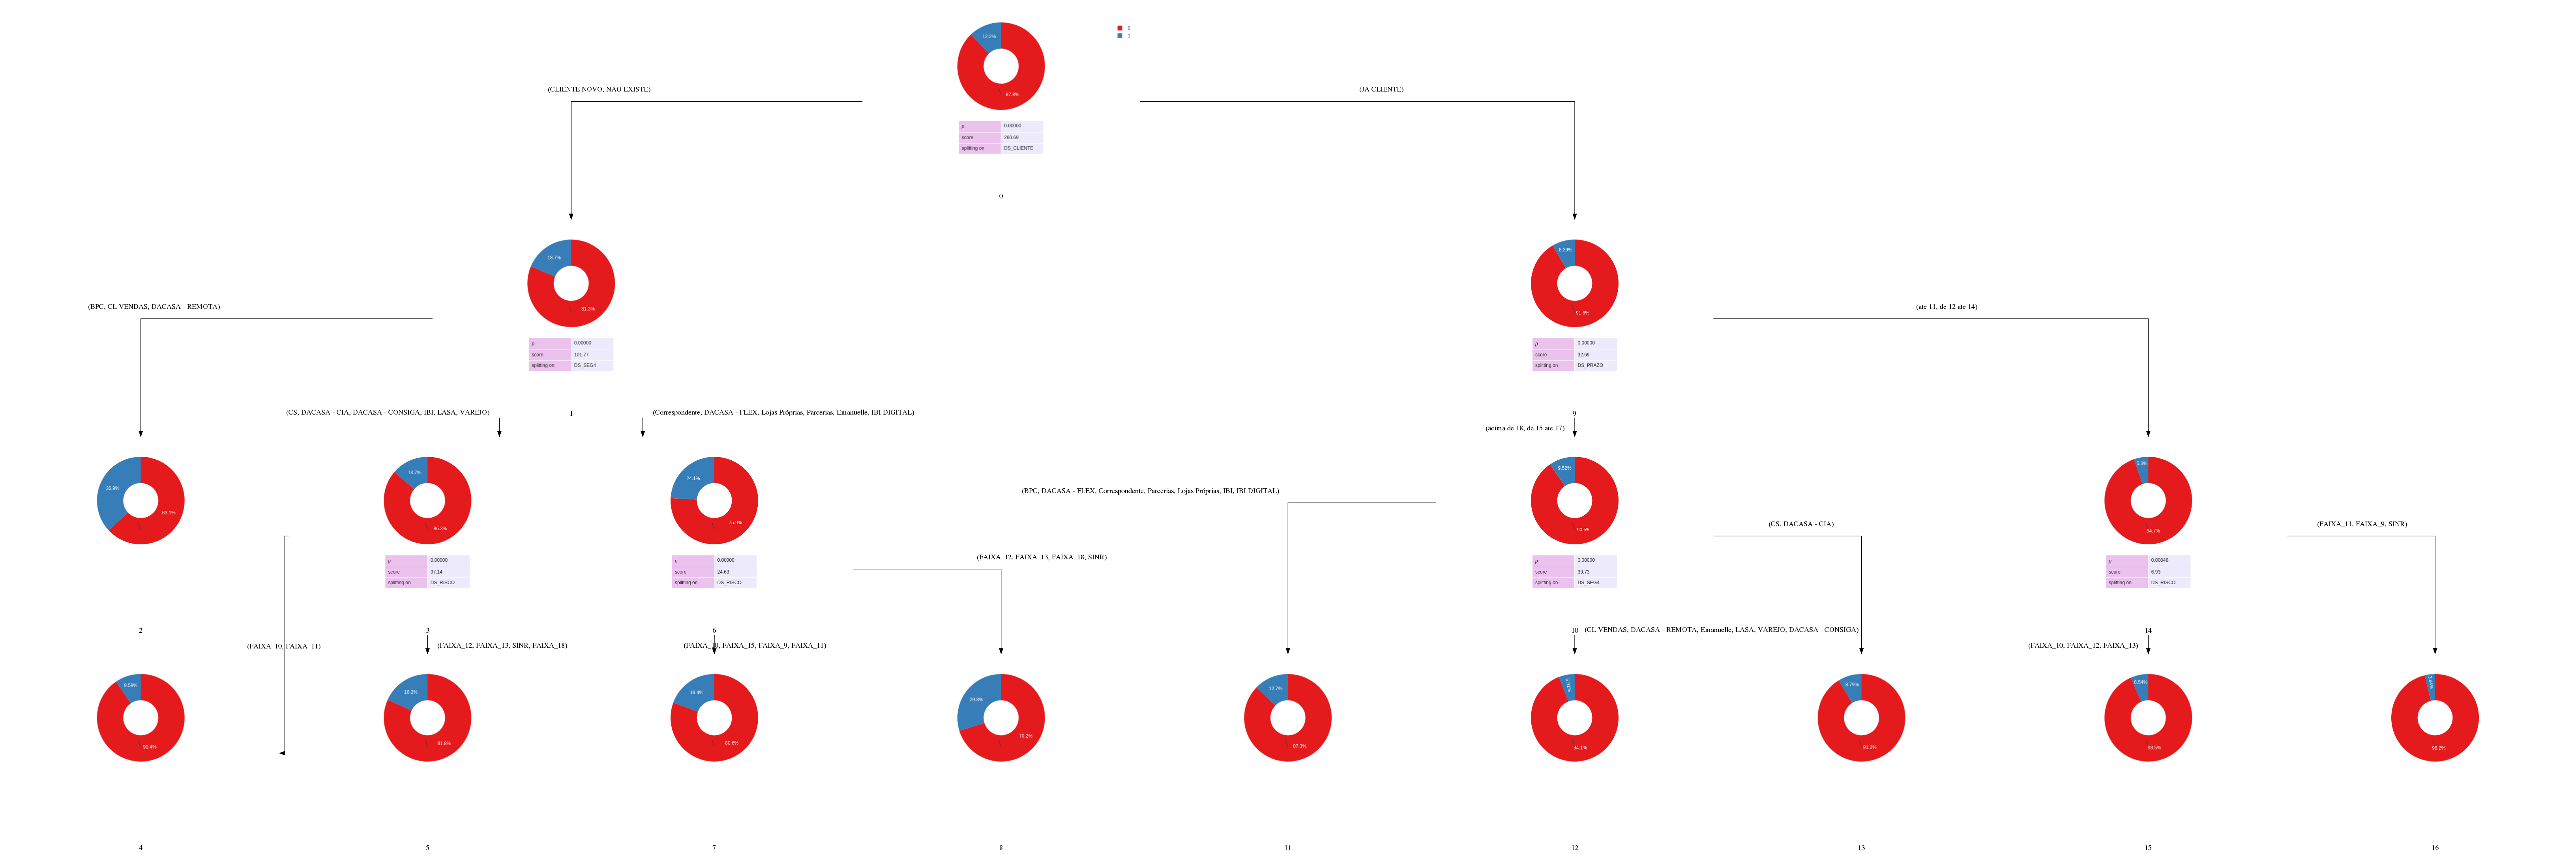 12.2%
87.8%
0
1
p 0.00000
score 260.69
splitting on DS_CLIENTE
0
(CLIENTE NOVO, NAO EXISTE)
(JA CLIENTE)
18.7%
81.3%
p 0.00000
score 101.77
splitting on DS_SEG4
1
8.39%
91.6%
p 0.00000
score 32.69
splitting on DS_PRAZO
9
(BPC, CL VENDAS, DACASA - REMOTA)
(ate 11, de 12 ate 14)
(CS, DACASA - CIA, DACASA - CONSIGA, IBI, LASA, VAREJO)
(Correspondente, DACASA - FLEX, Lojas Próprias, Parcerias, Emanuelle, IBI DIGITAL)
(acima de 18, de 15 ate 17)
36.9%
63.1%
2
13.7%
86.3%
p 0.00000
score 37.14
splitting on DS_RISCO
3
24.1%
75.9%
p 0.00000
score 24.63
splitting on DS_RISCO
6
9.52%
90.5%
p 0.00000
score 39.73
splitting on DS_SEG4
10
5.3%
94.7%
p 0.00848
score 6.93
splitting on DS_RISCO
14
(BPC, DACASA - FLEX, Correspondente, Parcerias, Lojas Próprias, IBI, IBI DIGITAL)
(CS, DACASA - CIA)
(FAIXA_11, FAIXA_9, SINR)
(FAIXA_12, FAIXA_13, FAIXA_18, SINR)
(CL VENDAS, DACASA - REMOTA, Emanuelle, LASA, VAREJO, DACASA - CONSIGA)
(FAIXA_10, FAIXA_11)
(FAIXA_12, FAIXA_13, SINR, FAIXA_18)
(FAIXA_10, FAIXA_15, FAIXA_9, FAIXA_11)
(FAIXA_10, FAIXA_12, FAIXA_13)
9.58%
90.4%
4
18.2%
81.8%
5
19.4%
80.6%
7
29.8%
70.2%
8
12.7%
87.3%
11
94.1%
12
8.79%
91.2%
13
6.54%
93.5%
15
96.2%
16